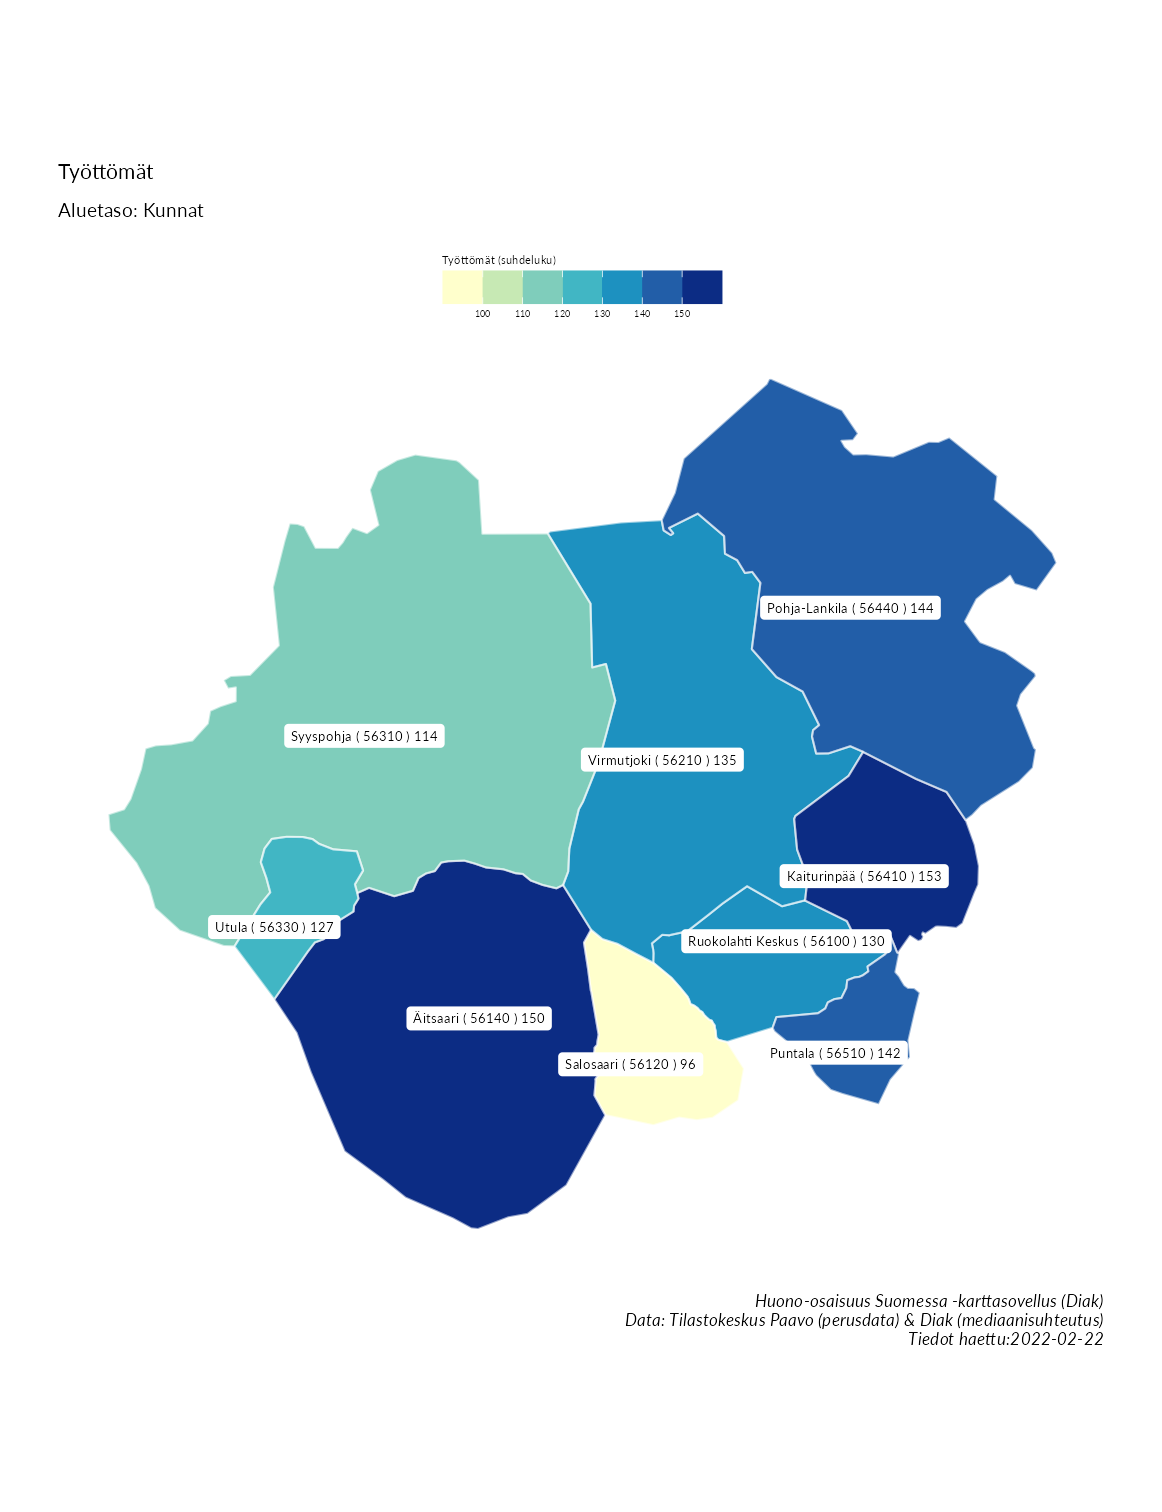 Työttömät
Aluetaso: Kunnat
Työttömät (suhdeluku)
100 110 120 130 140 150
Pohja-Lankila ( 56440 ) 144
Syyspohja ( 56310 ) 114
Virmutjoki ( 56210 ) 135
Kaiturinpää ( 56410 ) 153
Utula ( 56330 ) 127
Ruokolahti Keskus ( 56100 ) 130
Äitsaari ( 56140 ) 150
Puntala ( 56510 ) 142
Salosaari ( 56120 ) 96
Huono-osaisuus Suomessa -karttasovellus (Diak)
Data: Tilastokeskus Paavo (perusdata) & Diak (mediaanisuhteutus)
Tiedot haettu:2022-02-22